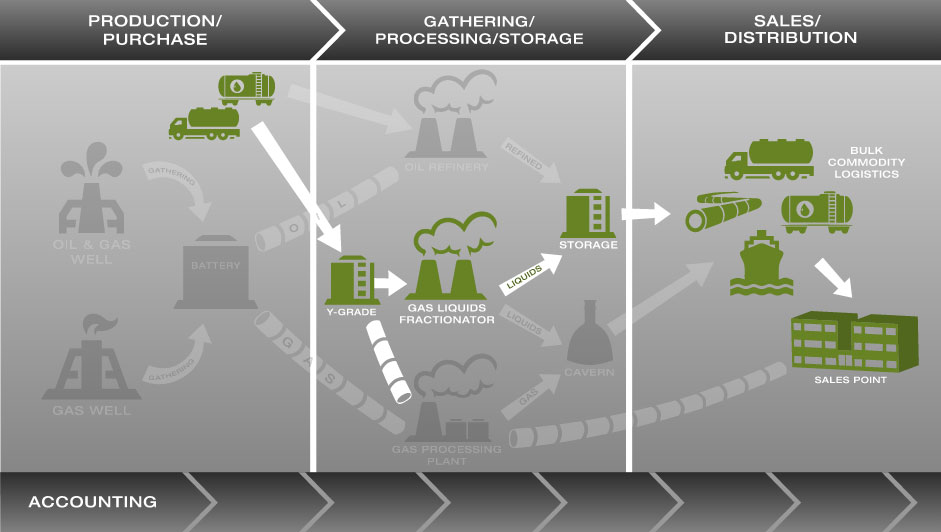 PRODUCTION/
PURCHASE
GATHERING/
PROCESSING/STORAGE
SALES/
DISTRIBUTION
GATHERING
OIL & GAS
WELL
BATTERY
GATHERING
GAS WELL
OIL
GAS
OIL REFINERY
REFINED
STORAGE
Y-GRADE
GAS LIQUIDS
FRACTIONATOR
LIQUIDS
LIQUIDS
CAVERN
GAS
GAS PROCESSING
PLANT
BULK
COMMODITY
LOGISTICS
SALES POINT
ACCOUNTING